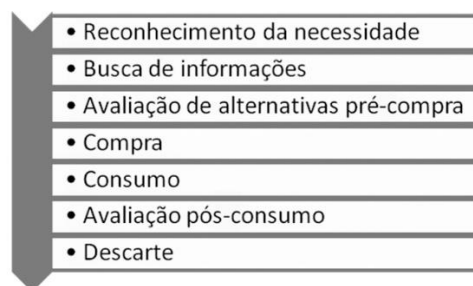 • Reconhecimento da necessidade
• Busca de informações
• Avaliação de alternativas pré-compra
• Compra
• Consumo
• Avaliação pós-consumo
• Descarte